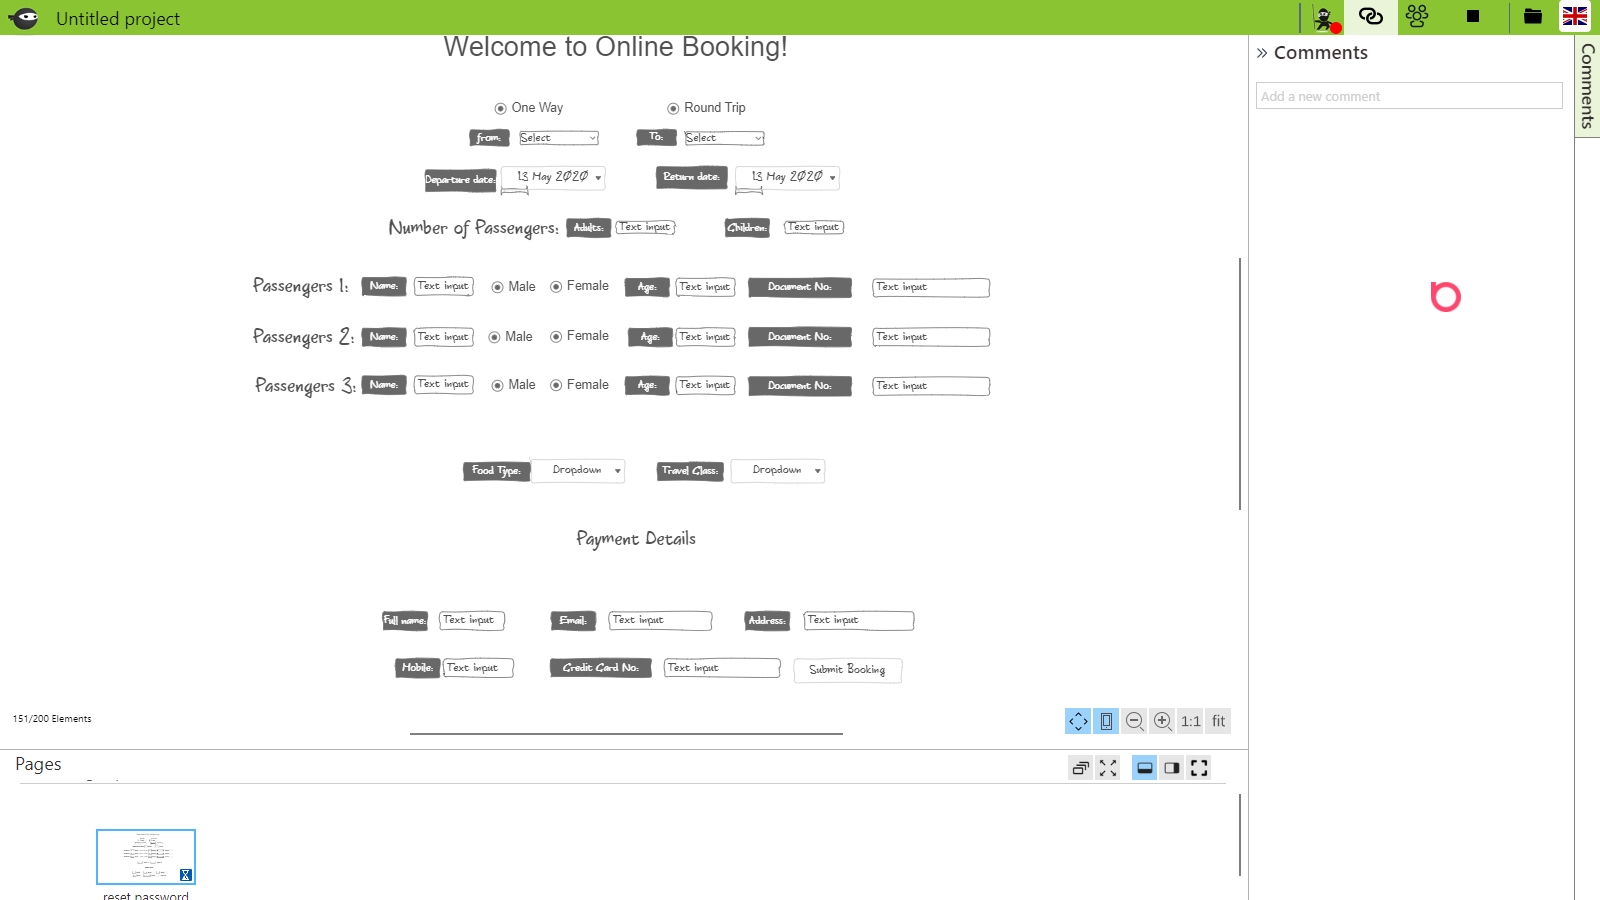 Untitled project
Welcome to Online Booking!
One Way Round Trip
from: Select To: Select
Departure date: 13 May 2020 Return date: 13 May 2020
Number of Passengers: Adults: Text input Children: Text input
Passengers 1: Name: Text input Male Female Age: Text input Document No: Text input
Passengers 2: Name: Text input Male Female Age: Text input Document No: Text input
Passengers 3: Name: Text input Male Female Age: Text input Document No: Text input
Food Type: Dropdown Travel Class: Dropdown
Payment Details
Full name: Text input Email: Text input Address: Text input
Mobile: Text input Credit Card No: Text input Submit Booking
151/200 Elements
1:1 fit
Pages
reset password
Comments
Add a new comment
Comments